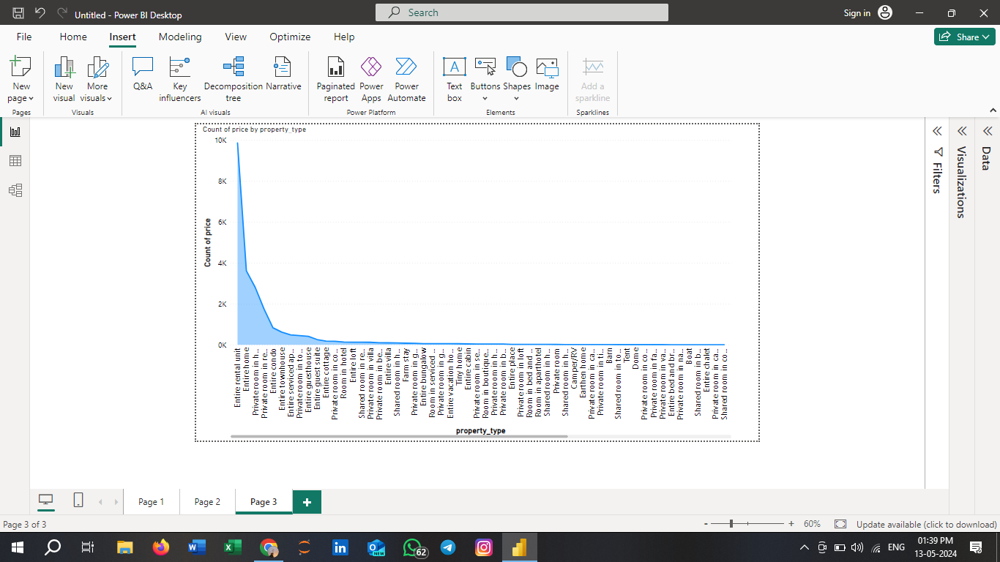 Untitled - Power BI Desktop
Search
Sign in
File Home Insert Modeling View Optimize Help
Share
New page
New visual
More visuals
Q&A
Key influencers
Decomposition tree
Narrative
Paginated report
Power Apps
Power Automate
Text box
Buttons
Shapes
Image
Add a sparkline
Pages
Visuals
AI visuals
Power Platform
Elements
Sparklines
Count of price by property_type
10K
8K
6K
4K
2K
0K
Count of price
Entire rental unit
Entire home
Private room in h...
Private room in re...
Entire condo
Entire townhouse
Entire serviced ap...
Private room in to...
Entire guesthouse
Entire guest suite
Entire cottage
Private room in co...
Room in hotel
Entire loft
Shared room in re...
Private room in villa
Private room in be...
Entire villa
Shared room in h...
Farm stay
Private room in g...
Entire bungalow
Room in serviced ...
Private room in g...
Entire vacation ho...
Tiny home
Entire cabin
Private room in se...
Room in boutique...
Private room in h...
Private room in h...
Entire place
Private room in loft
Room in bed and ...
Room in aparthotel
Shared room in h...
Private room
Shared room in h...
Camper/RV
Earthen home
Private room in ca...
Private room in ti...
Barn
Shared room in to...
Tent
Dome
Private room in co...
Private room in fa...
Private room in va...
Entire bed and br...
Private room in na...
Boat
Shared room in b...
Entire chalet
Private room in ca...
Shared room in co...
property_type
Filters
Visualizations
Data
Page 1
Page 2
Page 3
+
Page 3 of 3
- + 60%
Update available (click to download)
62
NEW
ENG
01:39 PM
13-05-2024